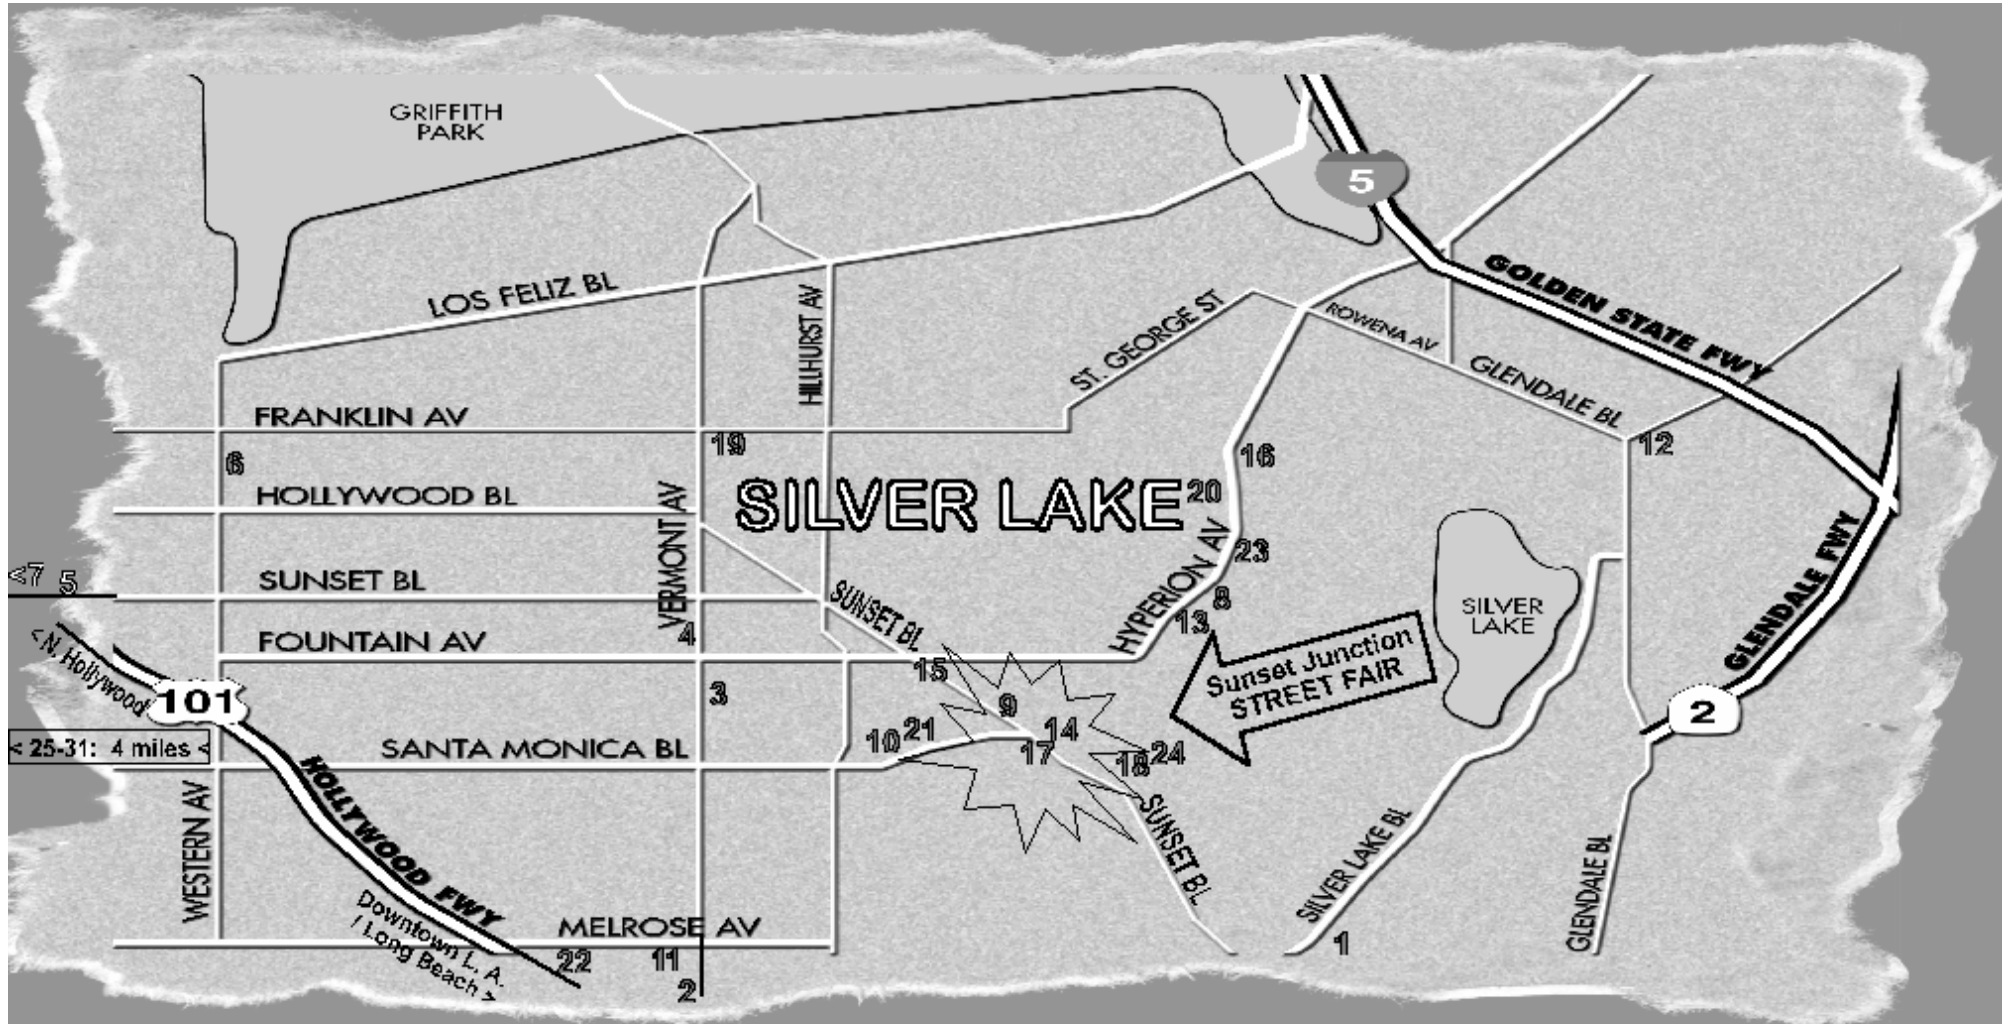 GRIFFITH
PARK
5
GOLDEN STATE FWY
LOS FELIZ BL
HILLHURST AV
ST. GEORGE ST
ROWENA AV
GLENDALE BL
FRANKLIN AV
6
19
16
12
HOLLYWOOD BL
VERMONT AV
SILVER LAKE
20
HYPERION AV
23
GLENDALE FWY
<7 5
SUNSET BL
SUNSET BL
8
13
SILVER
LAKE
FOUNTAIN AV
4
15
Sunset Junction
STREET FAIR
< N. Hollywood
101
3
9
2
< 25-31: 4 miles <
SANTA MONICA BL
10
21
14
17
18
24
WESTERN AV
HOLLYWOOD FWY
SUNSET BL
SILVER LAKE BL
GLENDALE BL
Downtown L. A.
/ Long Beach >
MELROSE AV
22
11
2
1